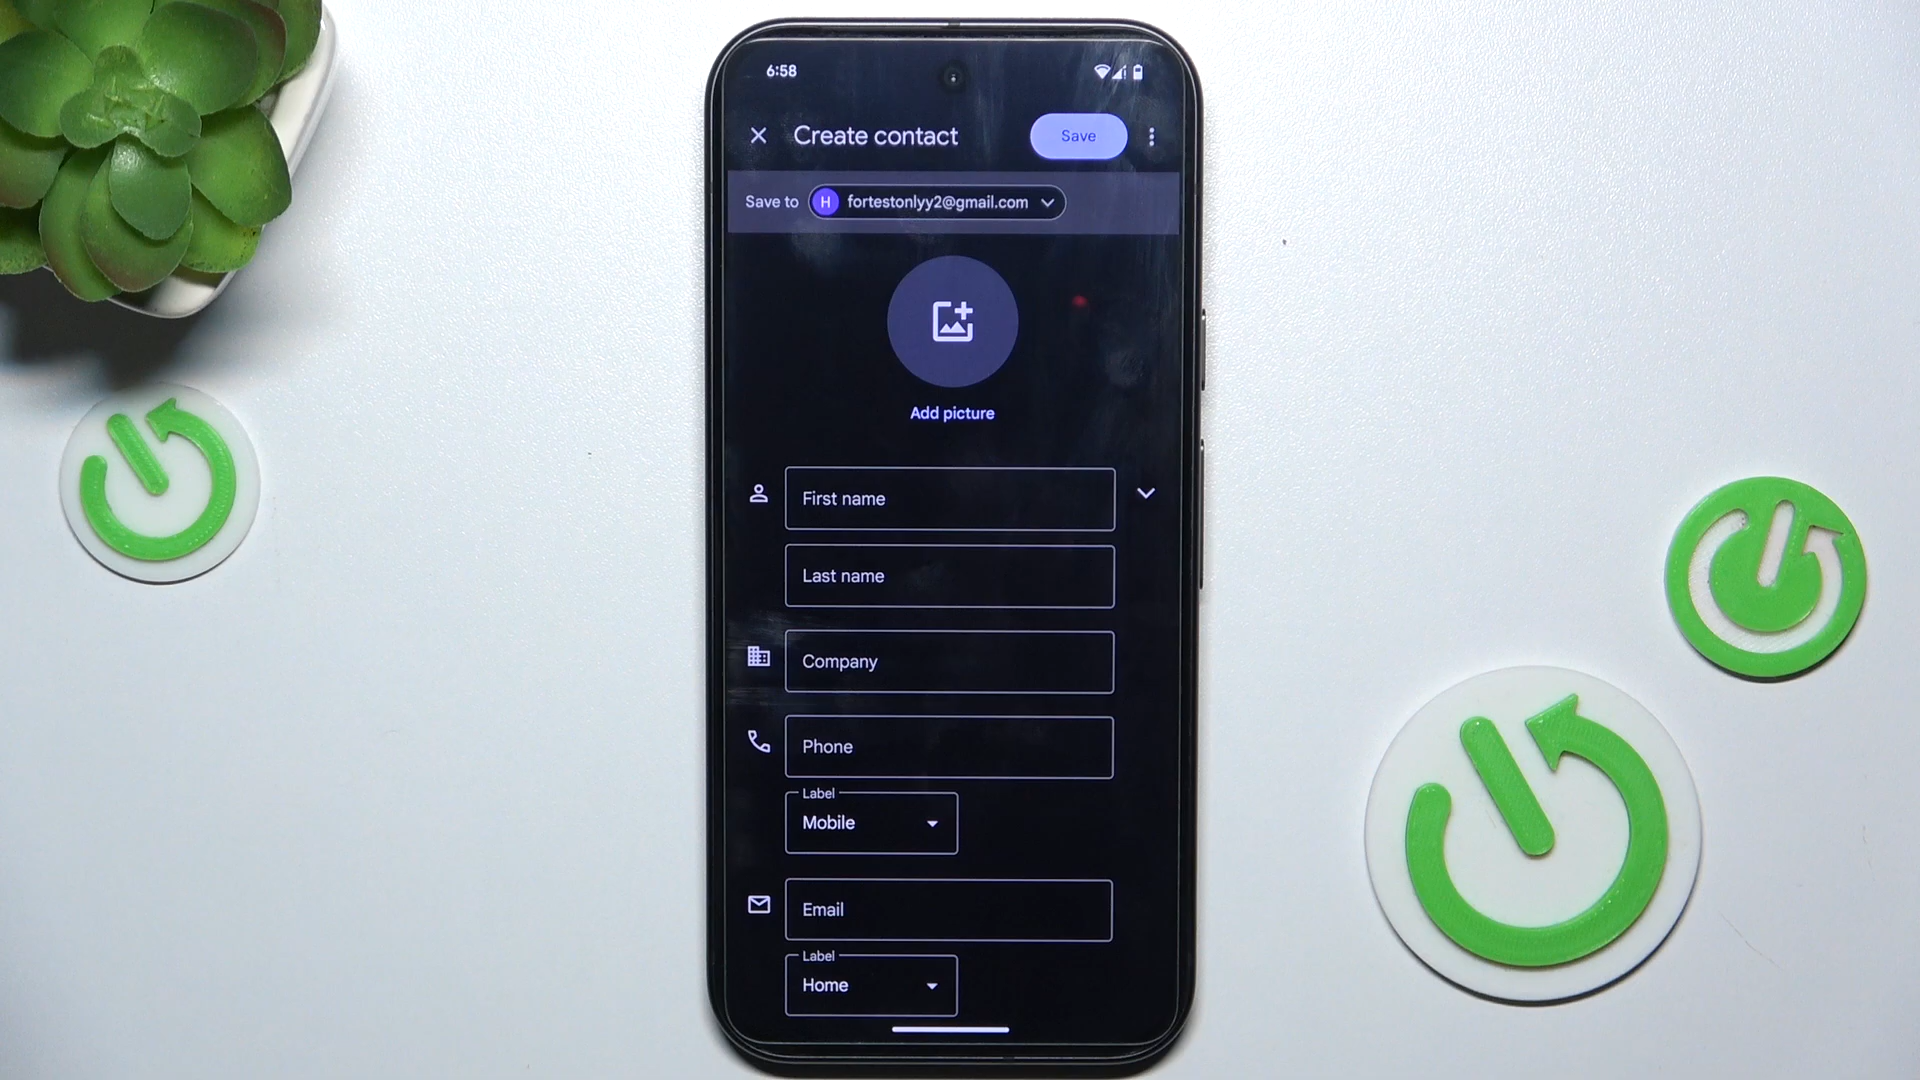 6:58
Create contact
Save
Save to
H
fortestonlyy2@gmail.com
Add picture
First name
Last name
Company
Phone
Label
Mobile
Email
Label
Home